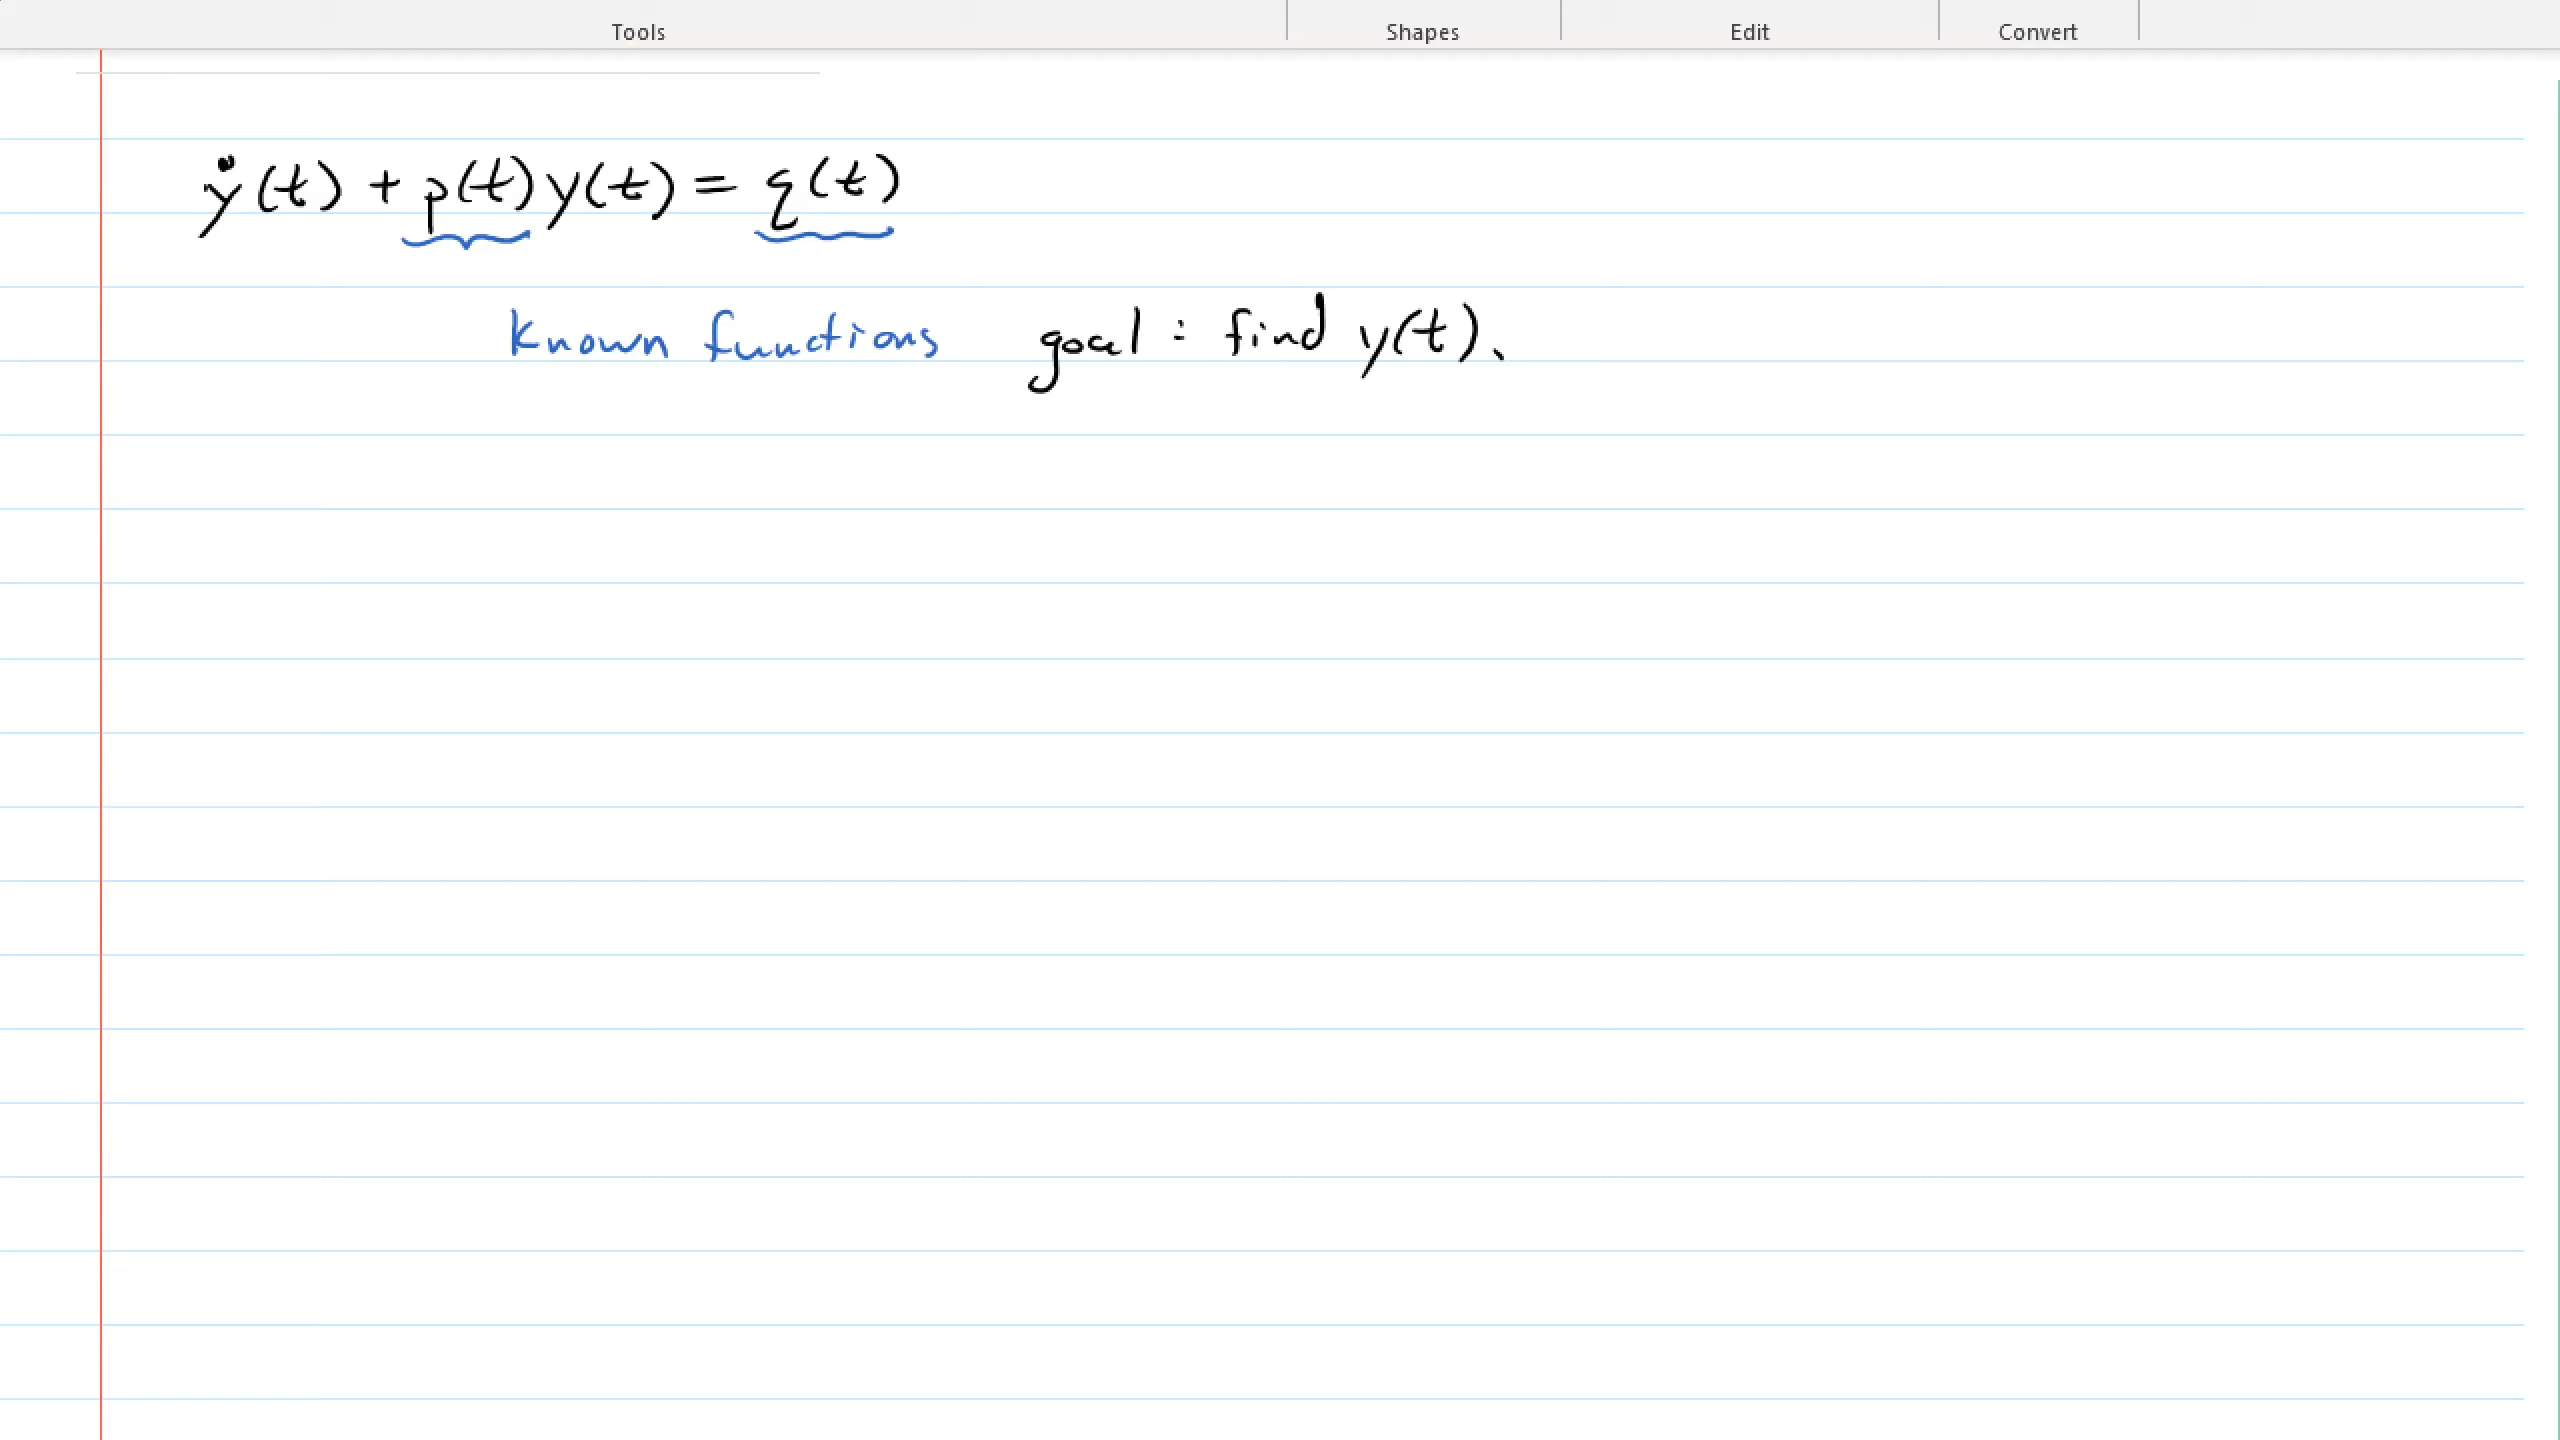 Tools Shapes Edit Convert
ẏ(t) + p(t)y(t) = q(t)
Known functions goal : find y(t).